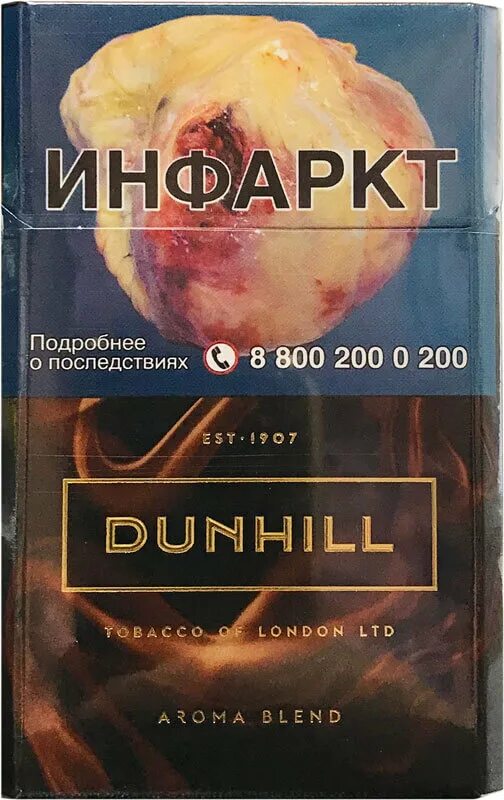 ИНФАРКТ
Подробнее
о последствиях 8 800 200 0 200
EST·1907
DUNHILL
TOBACCO OF LONDON LTD
AROMA BLEND